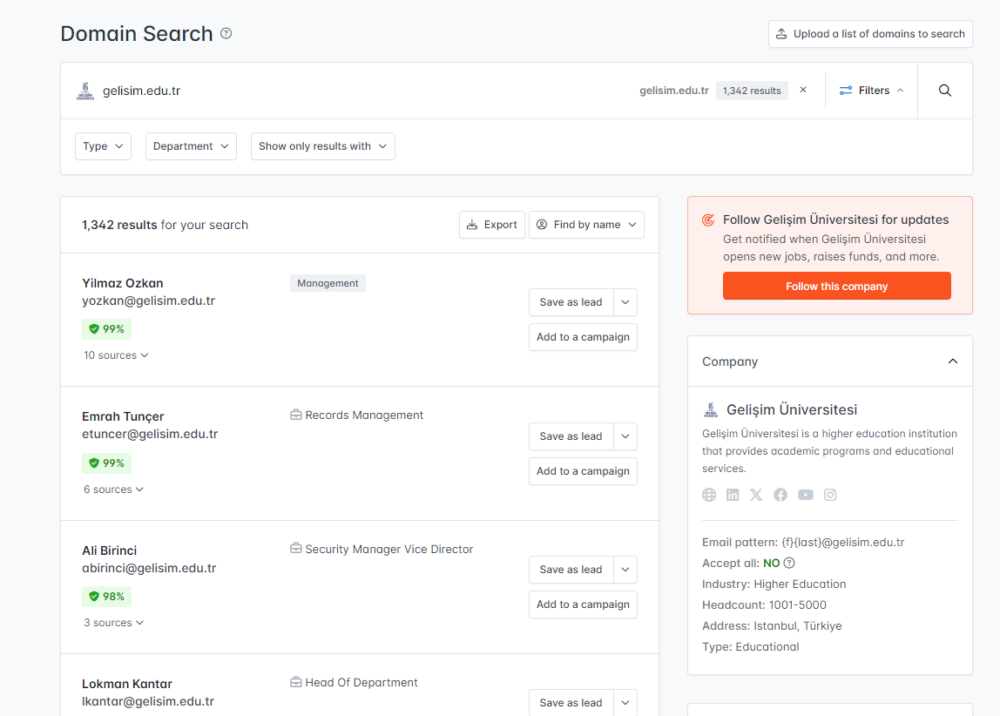 Domain Search
Upload a list of domains to search
gelisim.edu.tr
gelisim.edu.tr 1,342 results Filters
Type Department Show only results with
1,342 results for your search
Export Find by name
Yilmaz Ozkan
yozkan@gelisim.edu.tr
99%
10 sources
Management
Save as lead
Add to a campaign
Emrah Tunçer
etuncer@gelisim.edu.tr
99%
6 sources
Records Management
Save as lead
Add to a campaign
Ali Birinci
abirinci@gelisim.edu.tr
98%
3 sources
Security Manager Vice Director
Save as lead
Add to a campaign
Lokman Kantar
lkantar@gelisim.edu.tr
Head Of Department
Save as lead
Follow Gelişim Üniversitesi for updates
Get notified when Gelişim Üniversitesi
opens new jobs, raises funds, and more.
Follow this company
Company
Gelişim Üniversitesi
Gelişim Üniversitesi is a higher education institution
that provides academic programs and educational
services.
Email pattern: {f}{last}@gelisim.edu.tr
Accept all: NO
Industry: Higher Education
Headcount: 1001-5000
Address: Istanbul, Türkiye
Type: Educational